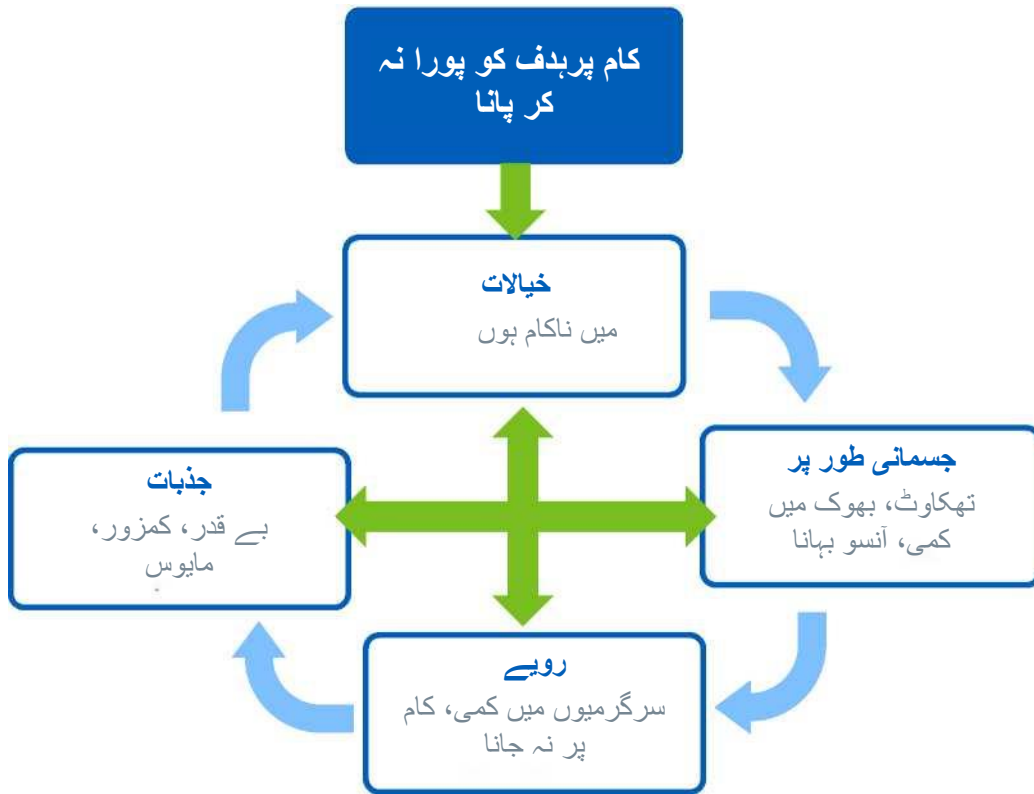 کام پرہدف کو پورا نہ
کر پانا
خیالات
میں ناکام ہوں
جسمانی طور پر
تھکاوٹ، بھوک میں
کمی، آنسو بہانا
رویے
سرگرمیوں میں کمی، کام
پر نہ جانا
جذبات
بے قدر، کمزور،
مایوس